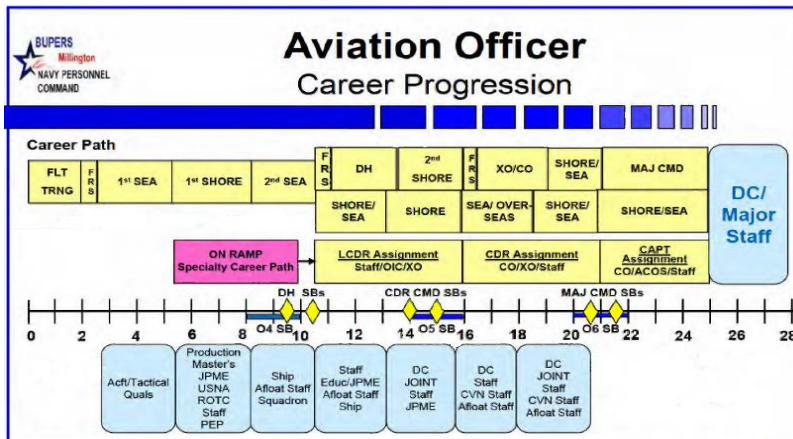 BUPERS
Millington
NAVY PERSONNEL
COMMAND
Aviation Officer
Career Progression
Career Path
FLT
TRNG
F
R
S
1st SEA
1st SHORE
2nd SEA
F
R
S
DH
2nd
SHORE
F
R
S
XO/CO
SHORE/
SEA
MAJ CMD
SHORE/
SEA
SHORE
SEA/ OVER-
SEAS
SHORE/
SEA
SHORE/SEA
DC/
Major
Staff
ON RAMP
Specialty Career Path
LCDR Assignment
Staff/OIC/XO
CDR Assignment
CO/XO/Staff
CAPT
Assignment
CO/ACOS/Staff
DH SBs
CDR CMD SBs
MAJ CMD SBs
0 2 4 6 8 10 12 14 16 18 20 22 24 26 28
O4 SB
O5 SB
O6 SB
Acft/Tactical
Quals
Production
Master's
JPME
USNA
ROTC
Staff
PEP
Ship
Afloat Staff
Squadron
Staff
Educ/JPME
Afloat Staff
Ship
DC
JOINT
Staff
JPME
DC
Staff
CVN Staff
Afloat Staff
DC
JOINT
Staff
CVN Staff
Afloat Staff